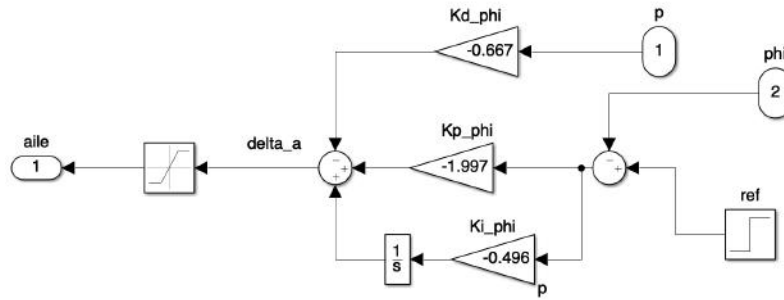 Kd_phi
p
-0.667
1
phi
2
aile
1
delta_a
Kp_phi
-1.997
−
+
+
−
+
ref
Ki_phi
-0.496
1
s
p